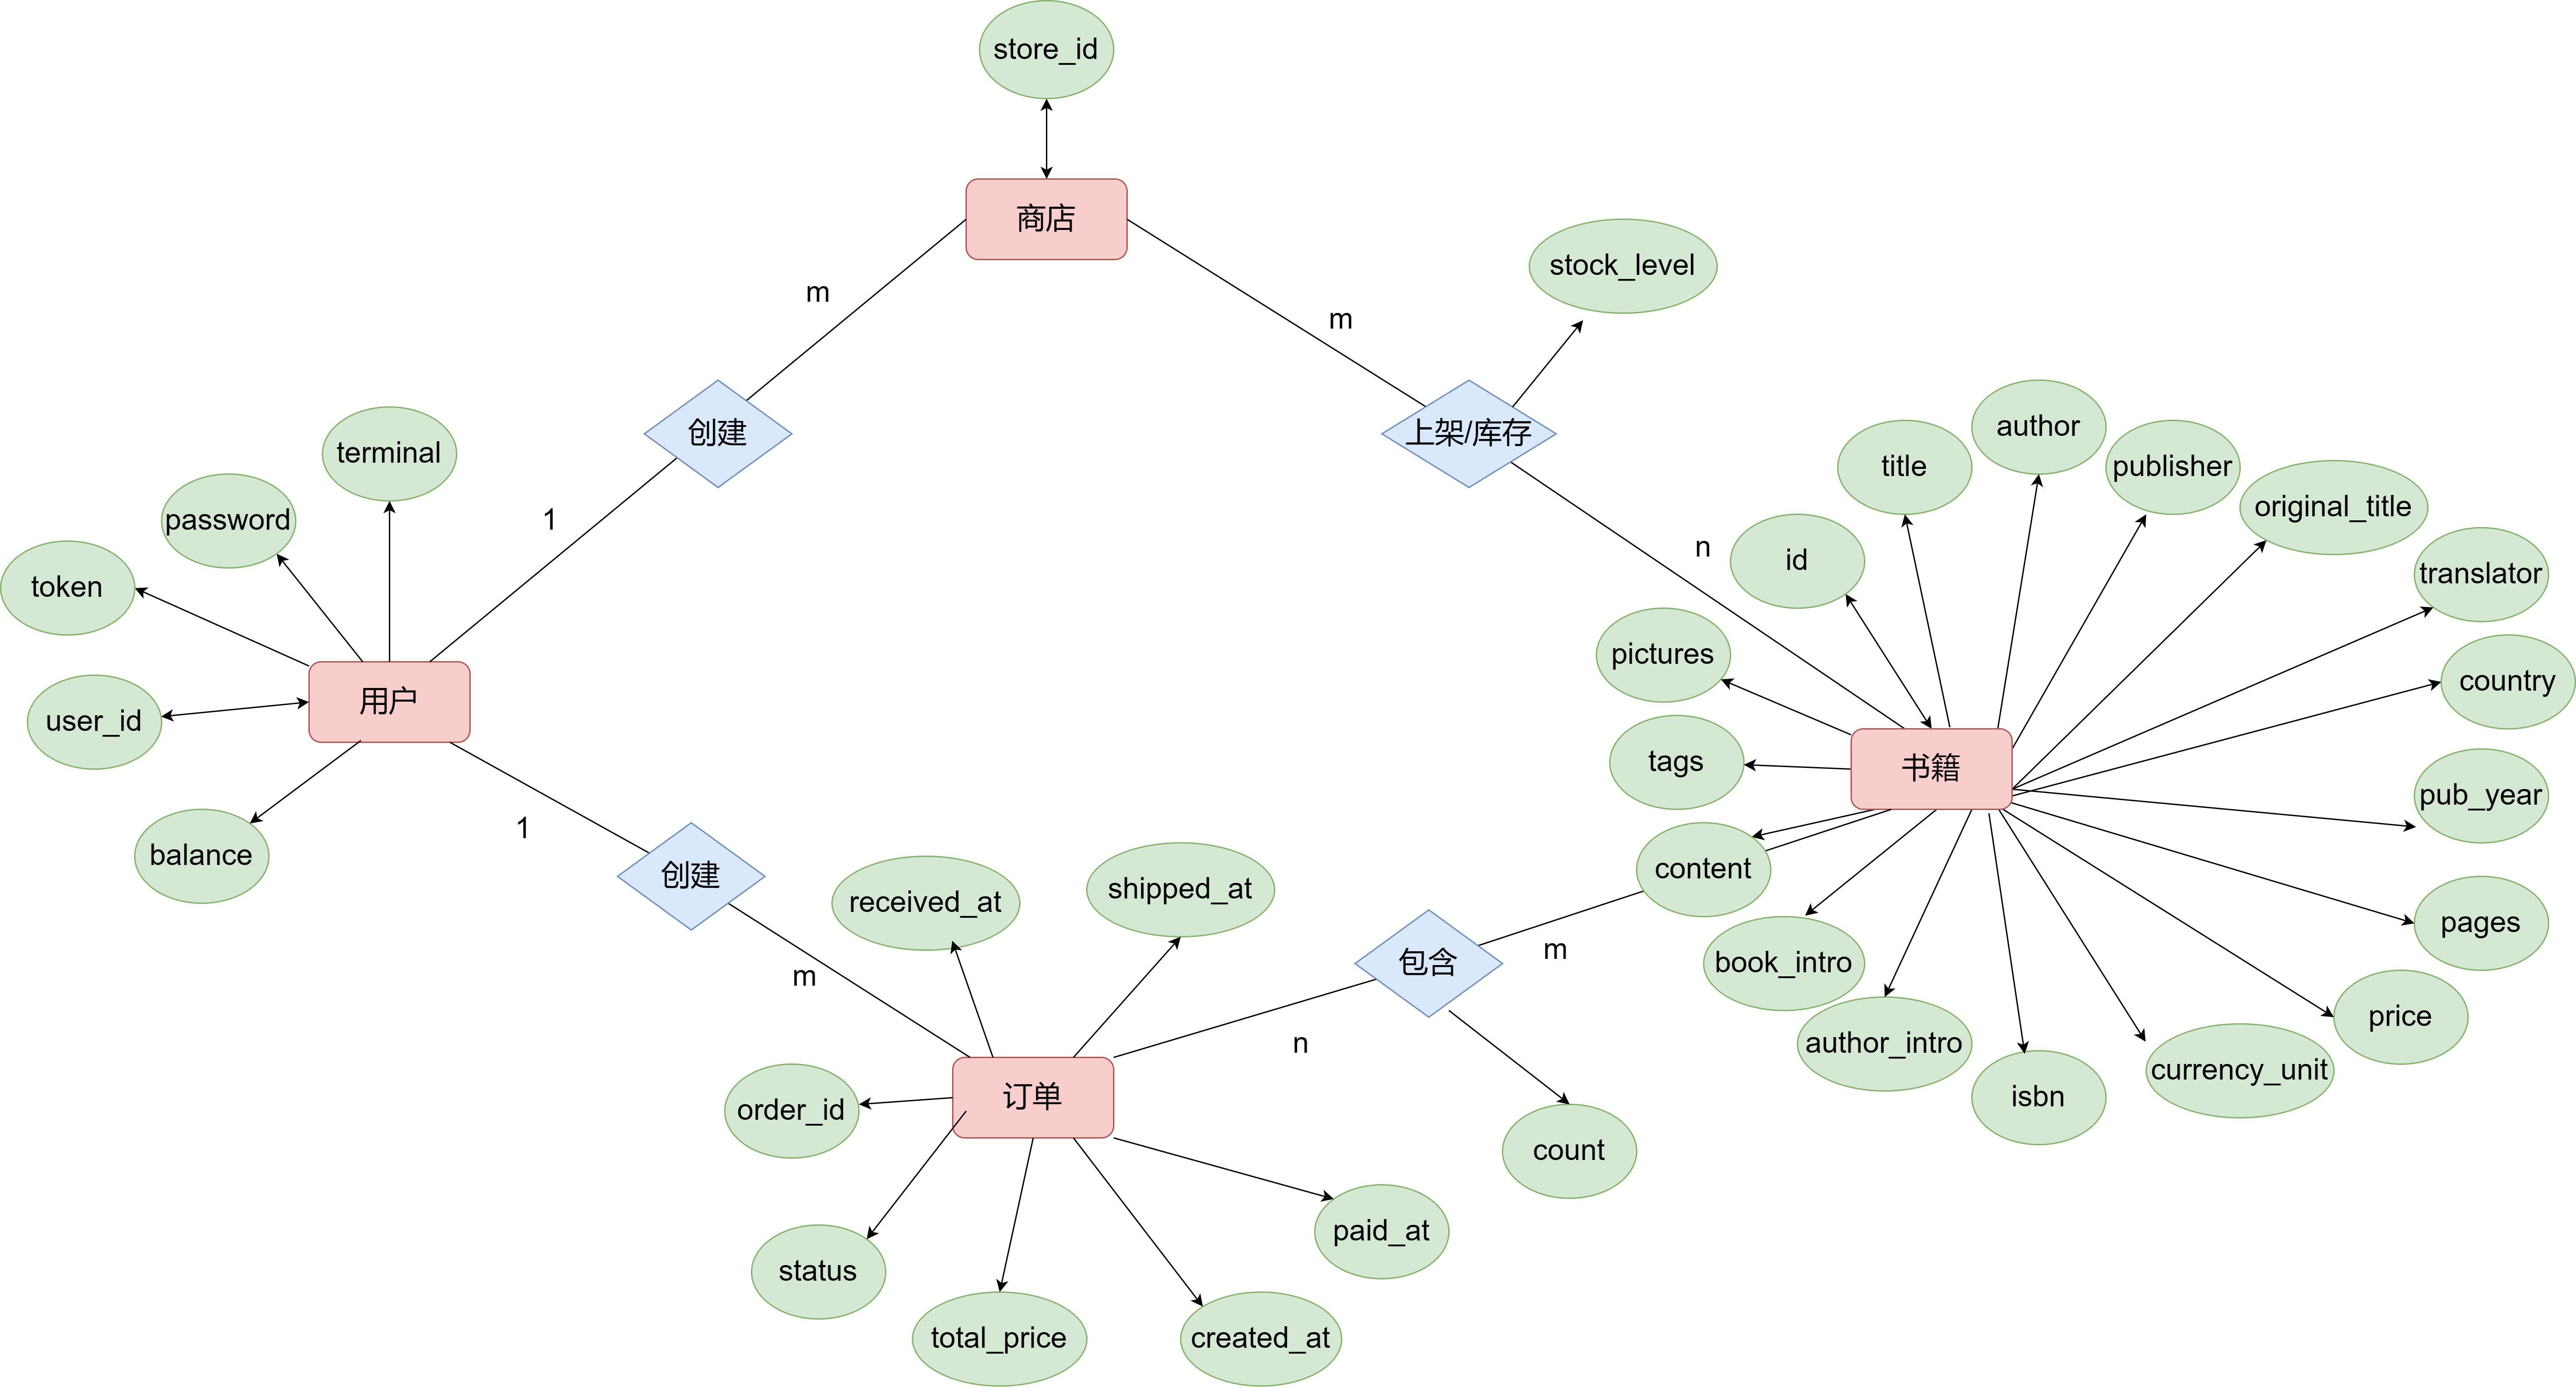 store_id
商店
stock_level
m
m
创建
上架/库存
author
title
publisher
terminal
original_title
password
1
n
id
translator
token
pictures
country
用户
user_id
tags
书籍
pub_year
1
balance
创建
content
received_at
shipped_at
pages
包含
m
book_intro
m
n
price
author_intro
currency_unit
订单
isbn
order_id
count
paid_at
status
total_price
created_at